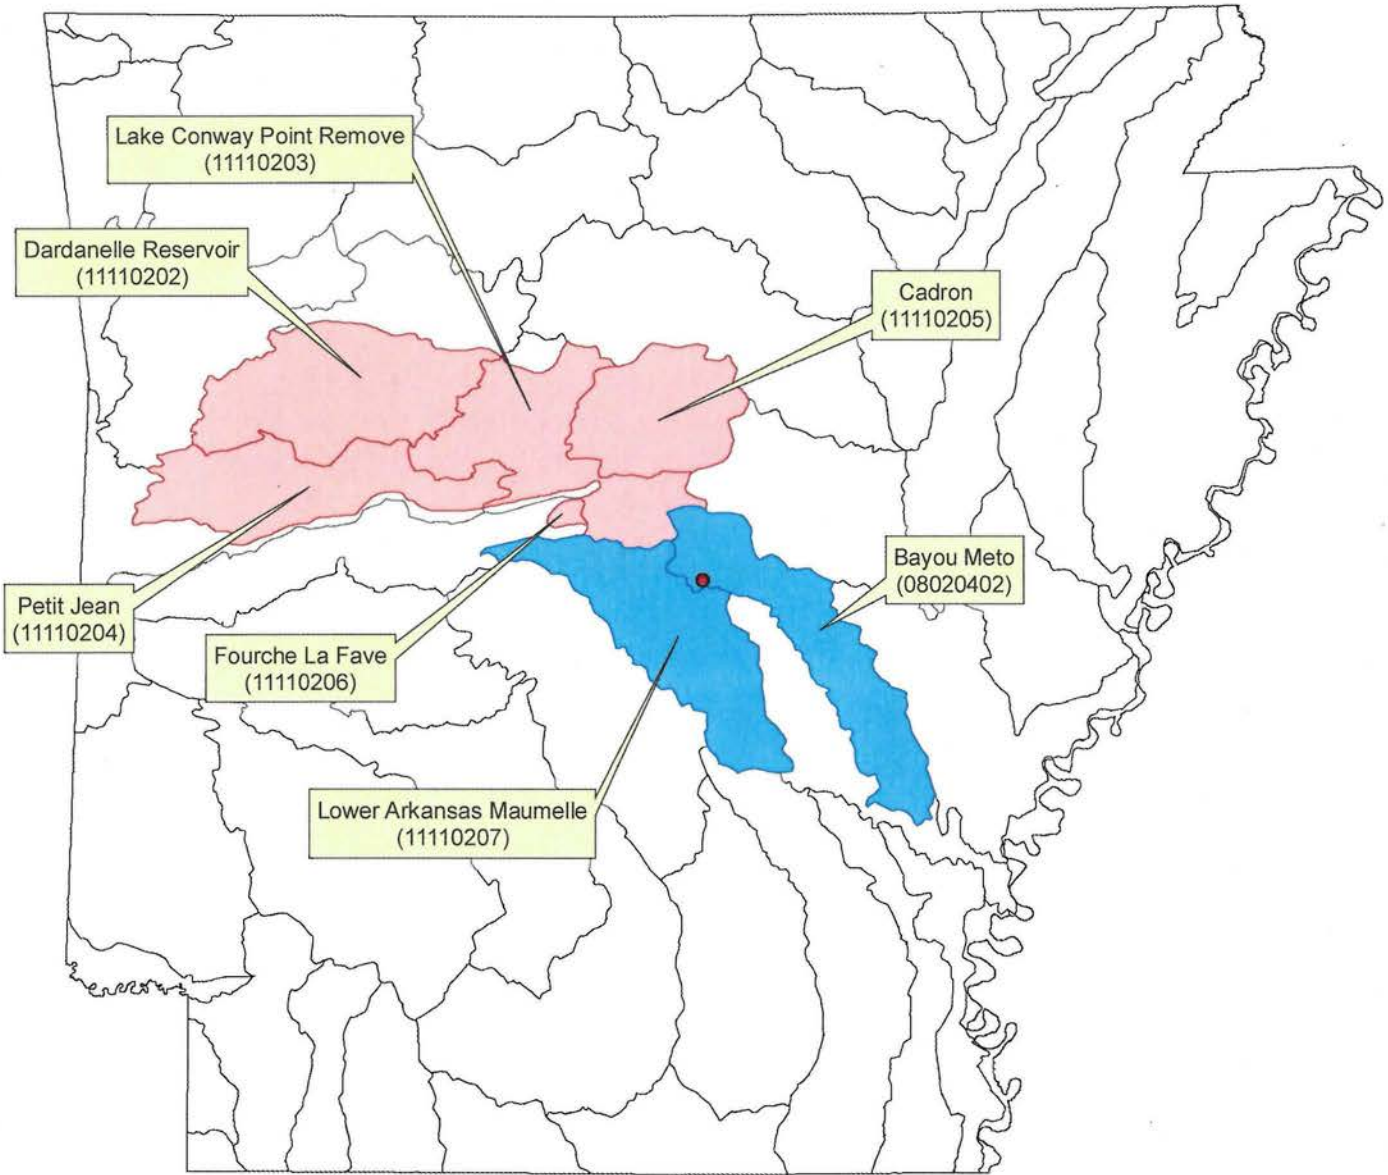 Lake Conway Point Remove
(11110203)
Dardanelle Reservoir
(11110202)
Cadron
(11110205)
Bayou Meto
(08020402)
Petit Jean
(11110204)
Fourche La Fave
(11110206)
Lower Arkansas Maumelle
(11110207)